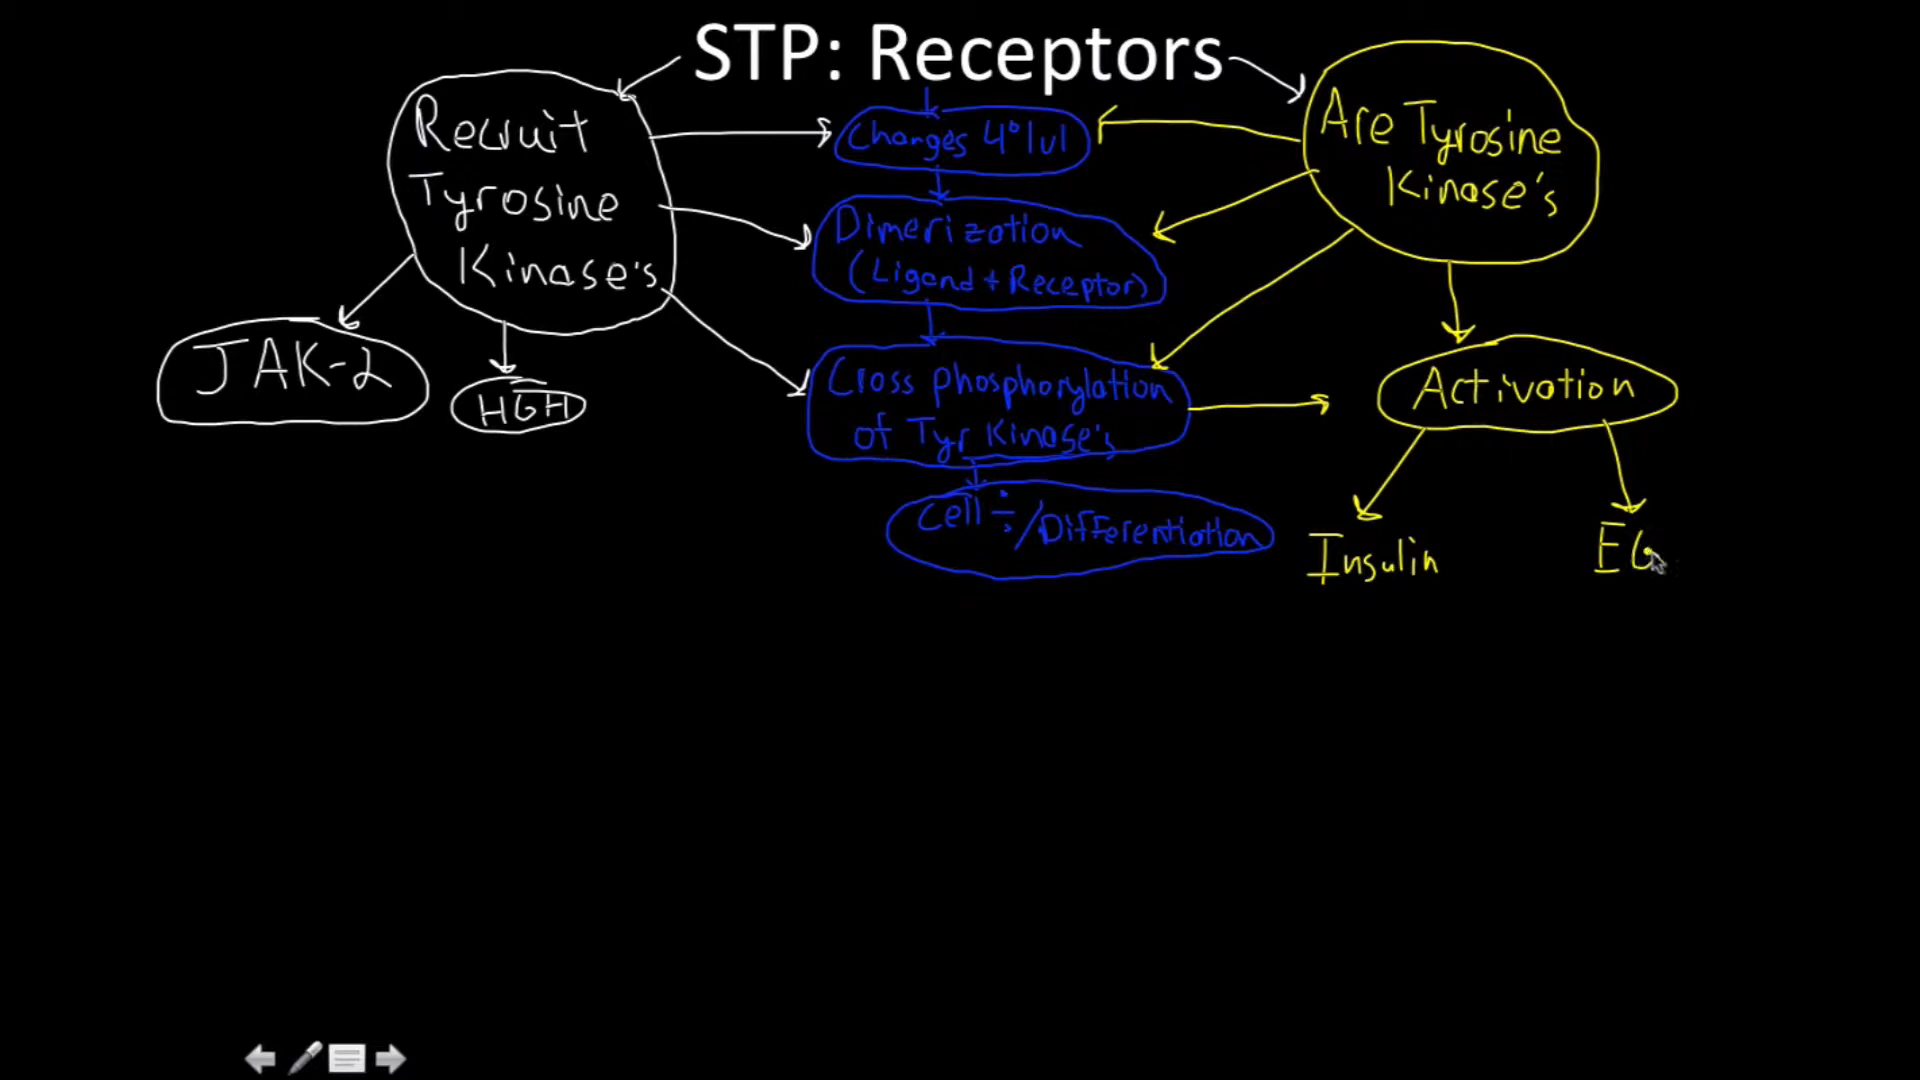 STP: Receptors
Recruit
Tyrosine
Kinase's
JAK-2
HGH
Changes 4° lvl
Dimerization
(Ligand + Receptor)
Cross phosphorylation
of Tyr Kinase's
Cell ÷/Differentiation
Are Tyrosine
Kinase's
Activation
Insulin
EG